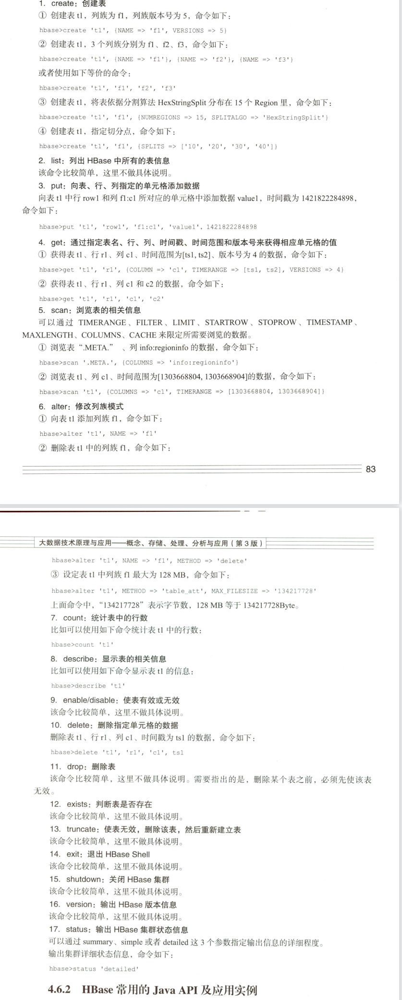 1. create：创建表
① 创建表 t1，列族为 f1，列族版本号为 5，命令如下：
hbase>create 't1', {NAME => 'f1', VERSIONS => 5}
② 创建表 t1，3 个列族分别为 f1、f2、f3，命令如下：
hbase>create 't1', {NAME => 'f1'}, {NAME => 'f2'}, {NAME => 'f3'}
或者使用如下等价的命令：
hbase>create 't1', 'f1', 'f2', 'f3'
③ 创建表 t1，将表依据分割算法 HexStringSplit 分布在 15 个 Region 里，命令如下：
hbase>create 't1', 'f1', {NUMREGIONS => 15, SPLITALGO => 'HexStringSplit'}
④ 创建表 t1，指定切分点，命令如下：
hbase>create 't1', 'f1', {SPLITS => ['10', '20', '30', '40']}
2. list：列出 HBase 中所有的表信息
该命令比较简单，这里不做具体说明。
3. put：向表、行、列指定的单元格添加数据
向表 t1 中行 row1 和列 f1:c1 所对应的单元格中添加数据 value1，时间戳为 1421822284898，
命令如下：
hbase>put 't1', 'row1', 'f1:c1', 'value1', 1421822284898
4. get：通过指定表名、行、列、时间戳、时间范围和版本号来获得相应单元格的值
① 获得表 t1、行 r1、列 c1、时间范围为[ts1, ts2]、版本号为 4 的数据，命令如下：
hbase>get 't1', 'r1', {COLUMN => 'c1', TIMERANGE => [ts1, ts2], VERSIONS => 4}
② 获得表 t1、行 r1、列 c1 和 c2 的数据，命令如下：
hbase>get 't1', 'r1', 'c1', 'c2'
5. scan：浏览表的相关信息
可以通过 TIMERANGE、FILTER、LIMIT、STARTROW、STOPROW、TIMESTAMP、
MAXLENGTH、COLUMNS、CACHE 来限定所需要浏览的数据。
① 浏览表“.META.” 、列 info:regioninfo 的数据，命令如下：
hbase>scan '.META.', {COLUMNS => 'info:regioninfo'}
② 浏览表 t1、列 c1、时间范围为[1303668804, 1303668904]的数据，命令如下：
hbase>scan 't1', {COLUMNS => 'c1', TIMERANGE => [1303668804, 1303668904]}
6. alter：修改列族模式
① 向表 t1 添加列族 f1，命令如下：
hbase>alter 't1', NAME => 'f1'
② 删除表 t1 中的列族 f1，命令如下：
83
大数据技术原理与应用——概念、存储、处理、分析与应用（第 3 版）
hbase>alter 't1', NAME => 'f1', METHOD => 'delete'
③ 设定表 t1 中列族 f1 最大为 128 MB，命令如下：
hbase>alter 't1', METHOD => 'table_att', MAX_FILESIZE => '134217728'
上面命令中，“134217728”表示字节数，128 MB 等于 134217728Byte。
7. count：统计表中的行数
比如可以使用如下命令统计表 t1 中的行数：
hbase>count 't1'
8. describe：显示表的相关信息
比如可以使用如下命令显示表 t1 的信息：
hbase>describe 't1'
9. enable/disable：使表有效或无效
该命令比较简单，这里不做具体说明。
10. delete：删除指定单元格的数据
删除表 t1、行 r1、列 c1、时间戳为 ts1 的数据，命令如下：
hbase>delete 't1', 'r1', 'c1', ts1
11. drop：删除表
该命令比较简单，这里不做具体说明。需要指出的是，删除某个表之前，必须先使该表
无效。
12. exists：判断表是否存在
该命令比较简单，这里不做具体说明。
13. truncate：使表无效，删除该表，然后重新建立表
该命令比较简单，这里不做具体说明。
14. exit：退出 HBase Shell
该命令比较简单，这里不做具体说明。
15. shutdown：关闭 HBase 集群
该命令比较简单，这里不做具体说明。
16. version：输出 HBase 版本信息
该命令比较简单，这里不做具体说明。
17. status：输出 HBase 集群状态信息
可以通过 summary、simple 或者 detailed 这 3 个参数指定输出信息的详细程度。
输出集群详细状态信息，命令如下：
hbase>status 'detailed'
4.6.2 HBase 常用的 Java API 及应用实例